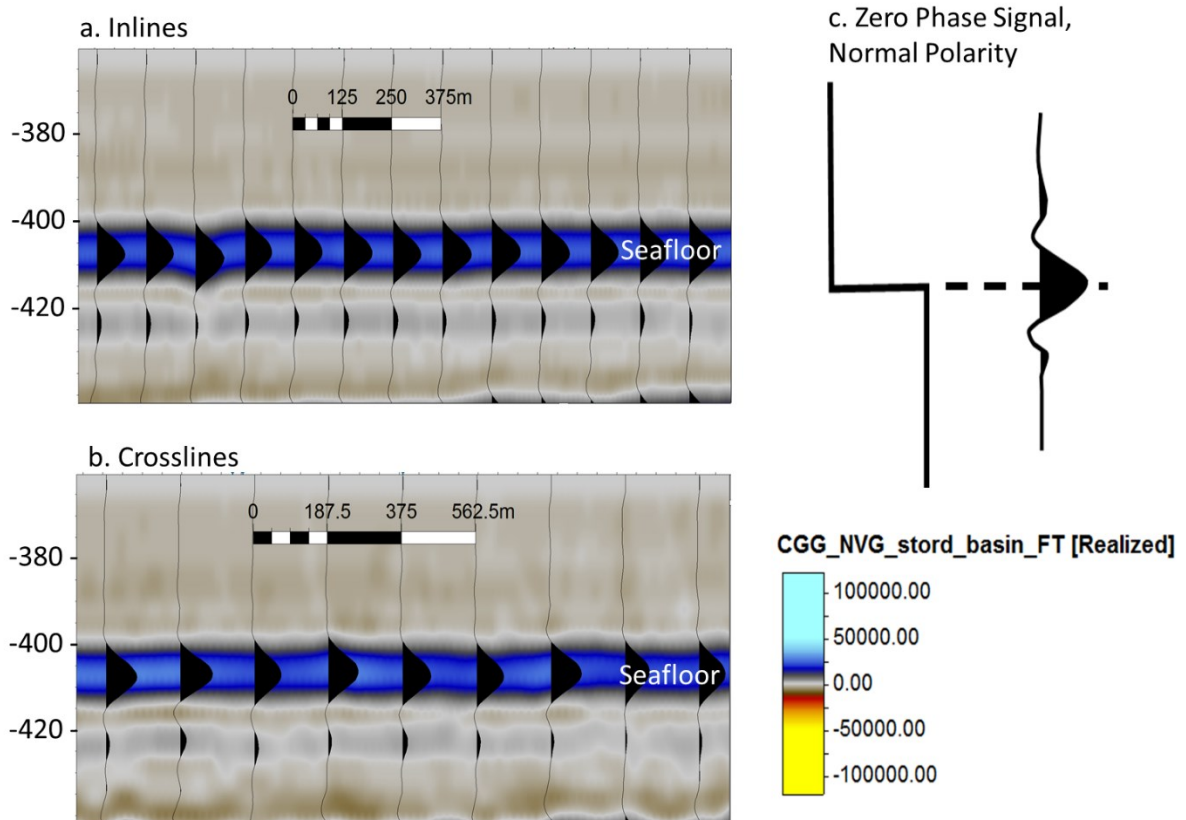 a. Inlines
0 125 250 375m
-380
-400
Seafloor
-420
b. Crosslines
0 187.5 375 562.5m
-380
-400
Seafloor
-420
c. Zero Phase Signal,
Normal Polarity
CGG_NVG_stord_basin_FT [Realized]
100000.00
50000.00
0.00
-50000.00
-100000.00